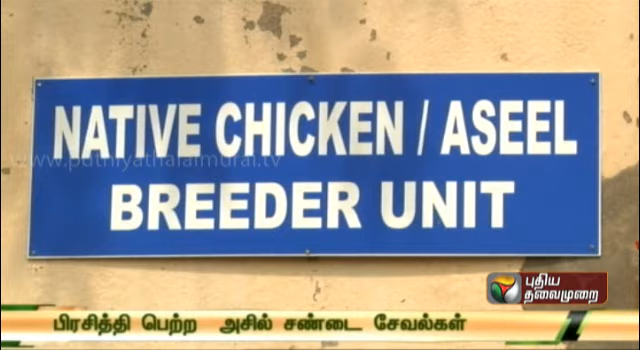 NATIVE CHICKEN / ASEEL
www.puthiyathalaimurai.tv
BREEDER UNIT
புதிய
தலைமுறை
பிரசித்தி பெற்ற அசில் சண்டை சேவல்கள்